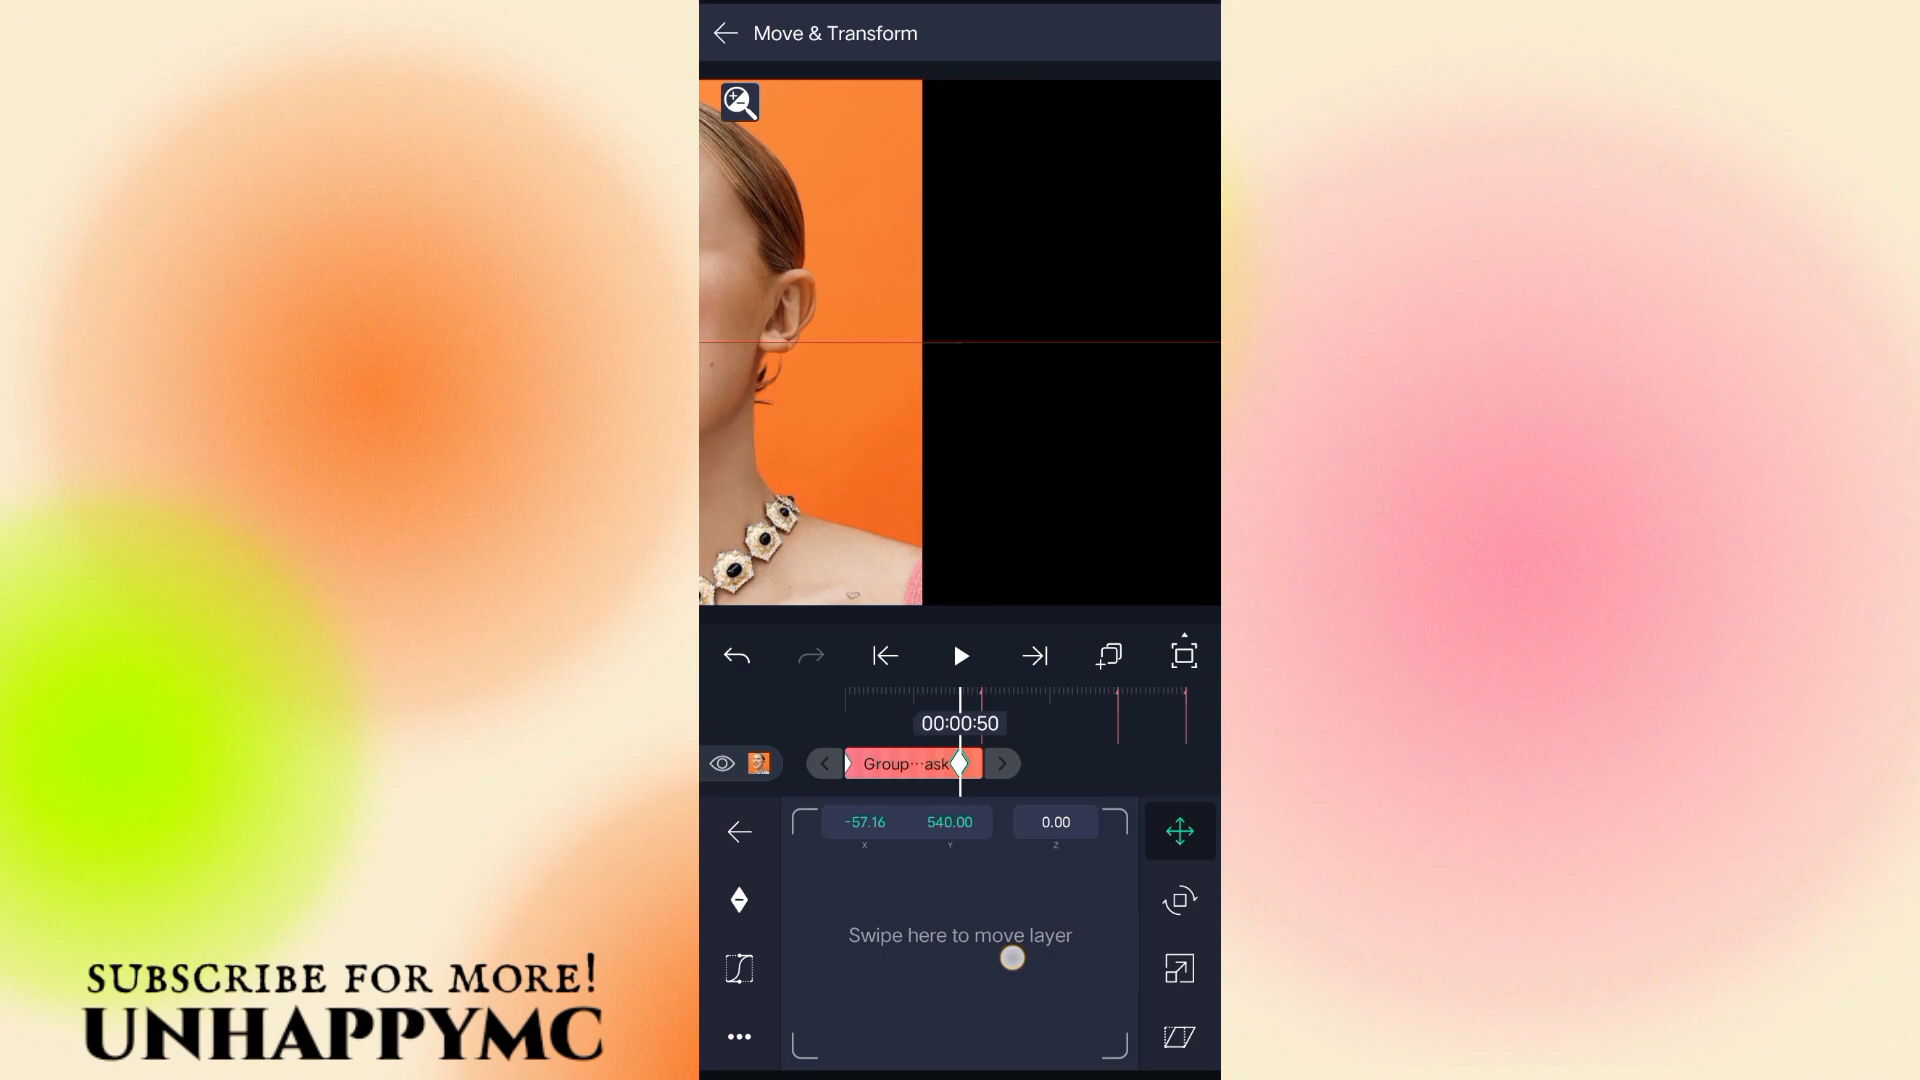 Move & Transform
00:00:50
Group···ask
-57.16 540.00 0.00
X Y Z
Swipe here to move layer
SUBSCRIBE FOR MORE!
UNHAPPYMC